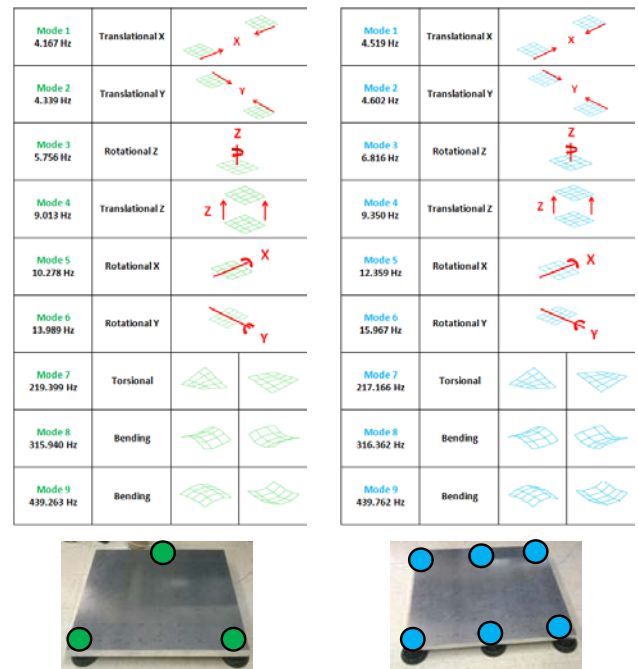 Mode 1
4.167 Hz
Translational X
X
Mode 2
4.339 Hz
Translational Y
Y
Mode 3
5.756 Hz
Rotational Z
Z
Mode 4
9.013 Hz
Translational Z
Z
Mode 5
10.278 Hz
Rotational X
X
Mode 6
13.989 Hz
Rotational Y
Y
Mode 7
219.399 Hz
Torsional
Mode 8
315.940 Hz
Bending
Mode 9
439.263 Hz
Bending
Mode 1
4.519 Hz
Translational X
X
Mode 2
4.602 Hz
Translational Y
Y
Mode 3
6.816 Hz
Rotational Z
Z
Mode 4
9.350 Hz
Translational Z
Z
Mode 5
12.359 Hz
Rotational X
X
Mode 6
15.967 Hz
Rotational Y
Y
Mode 7
217.166 Hz
Torsional
Mode 8
316.362 Hz
Bending
Mode 9
439.762 Hz
Bending